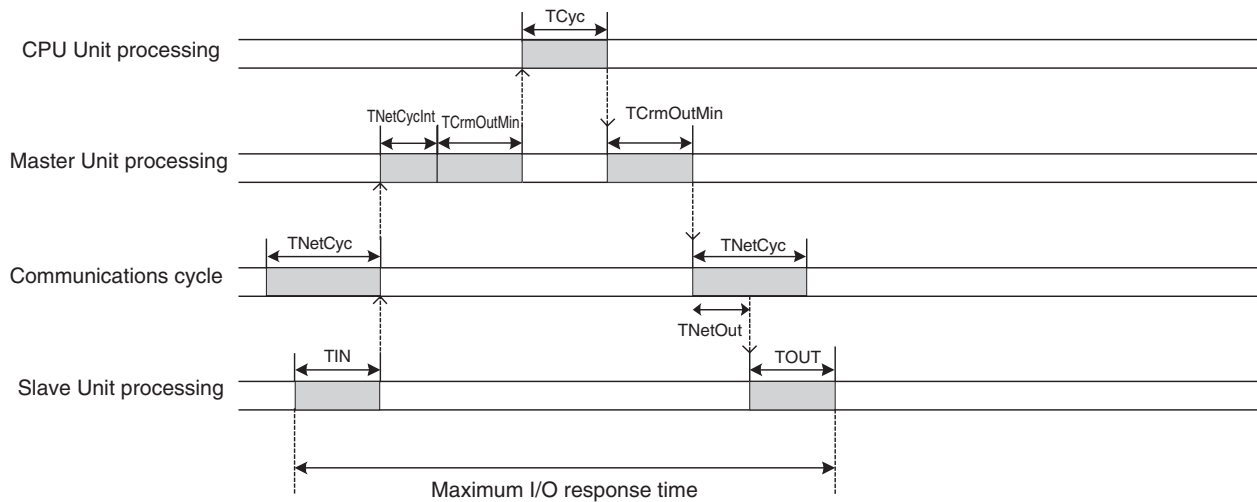 TCyc
CPU Unit processing
TNetCycInt
TCrmOutMin
TCrmOutMin
Master Unit processing
TNetCyc
TNetCyc
Communications cycle
TNetOut
TIN
TOUT
Slave Unit processing
Maximum I/O response time